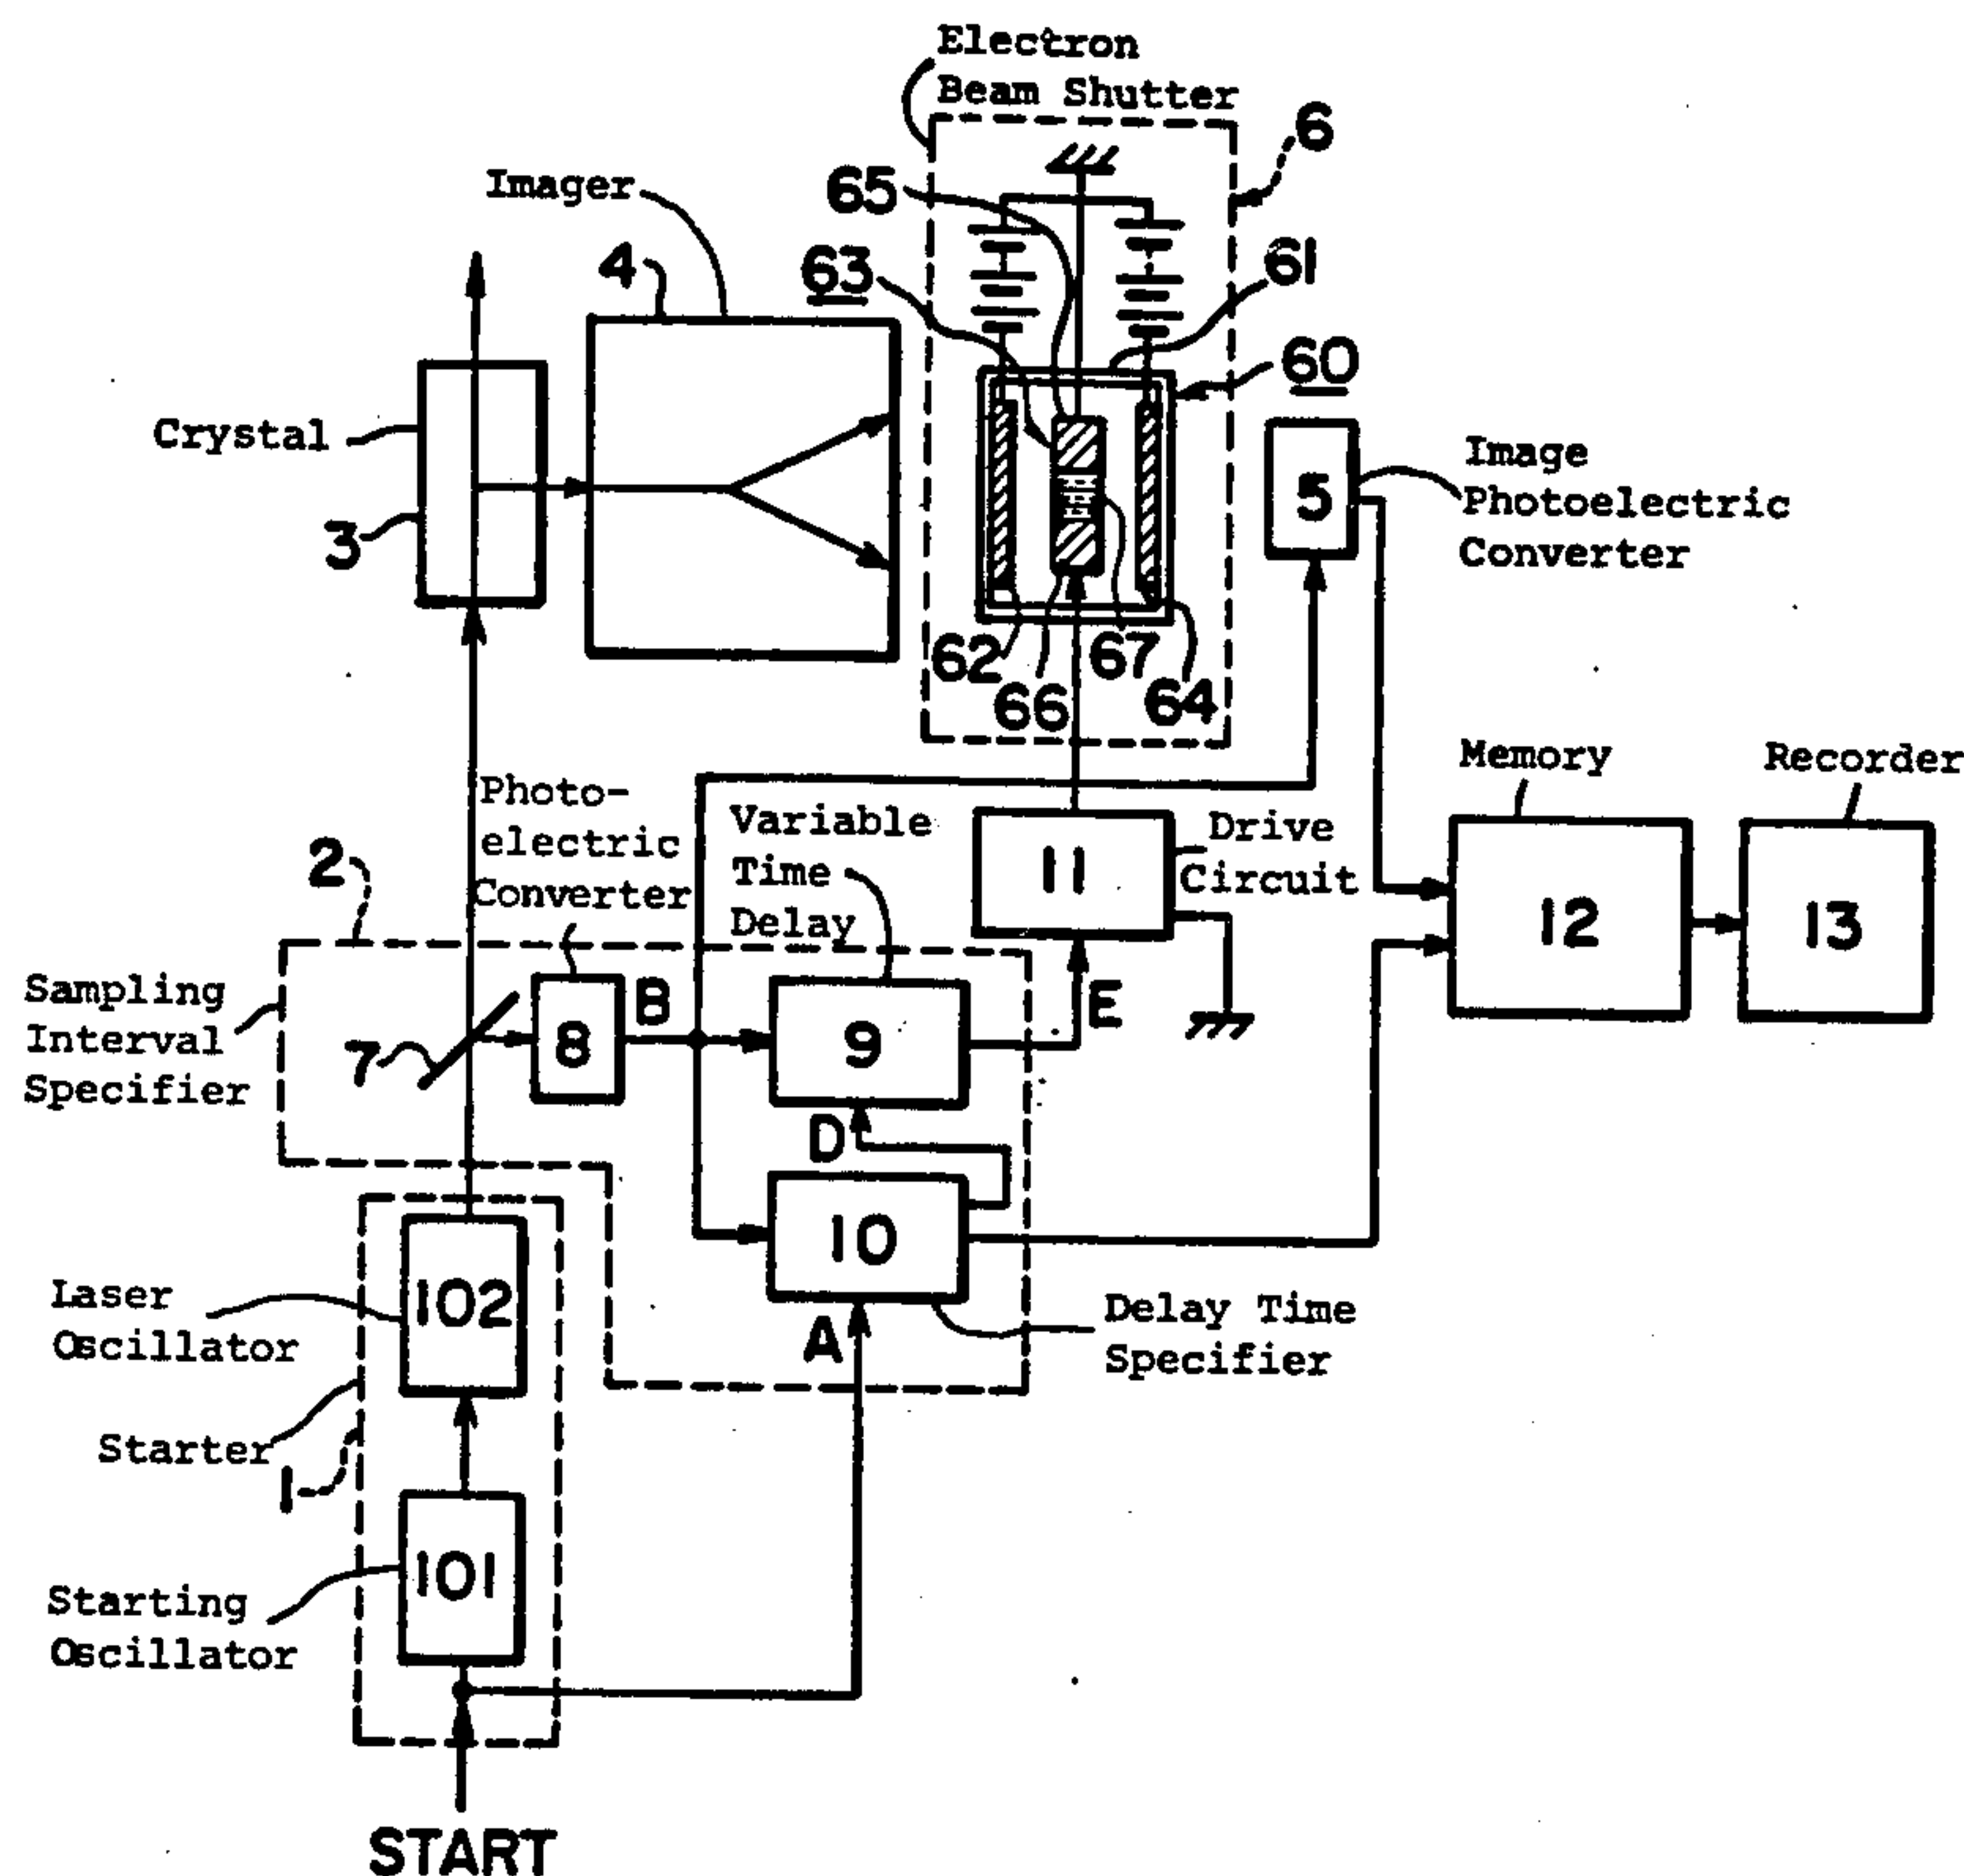 Electron
Beam Shutter
6
Imager
65
4
63
61
60
Crystal
3
5
Image
Photoelectric
Converter
62
66
67
64
Photo-
electric
Converter
Variable
Time
Delay
11
Drive
Circuit
Memory
Recorder
12
13
2
Sampling
Interval
Specifier
7
8
B
9
E
D
10
A
Delay Time
Specifier
Laser
Oscillator
102
Starter
1
Starting
Oscillator
101
START